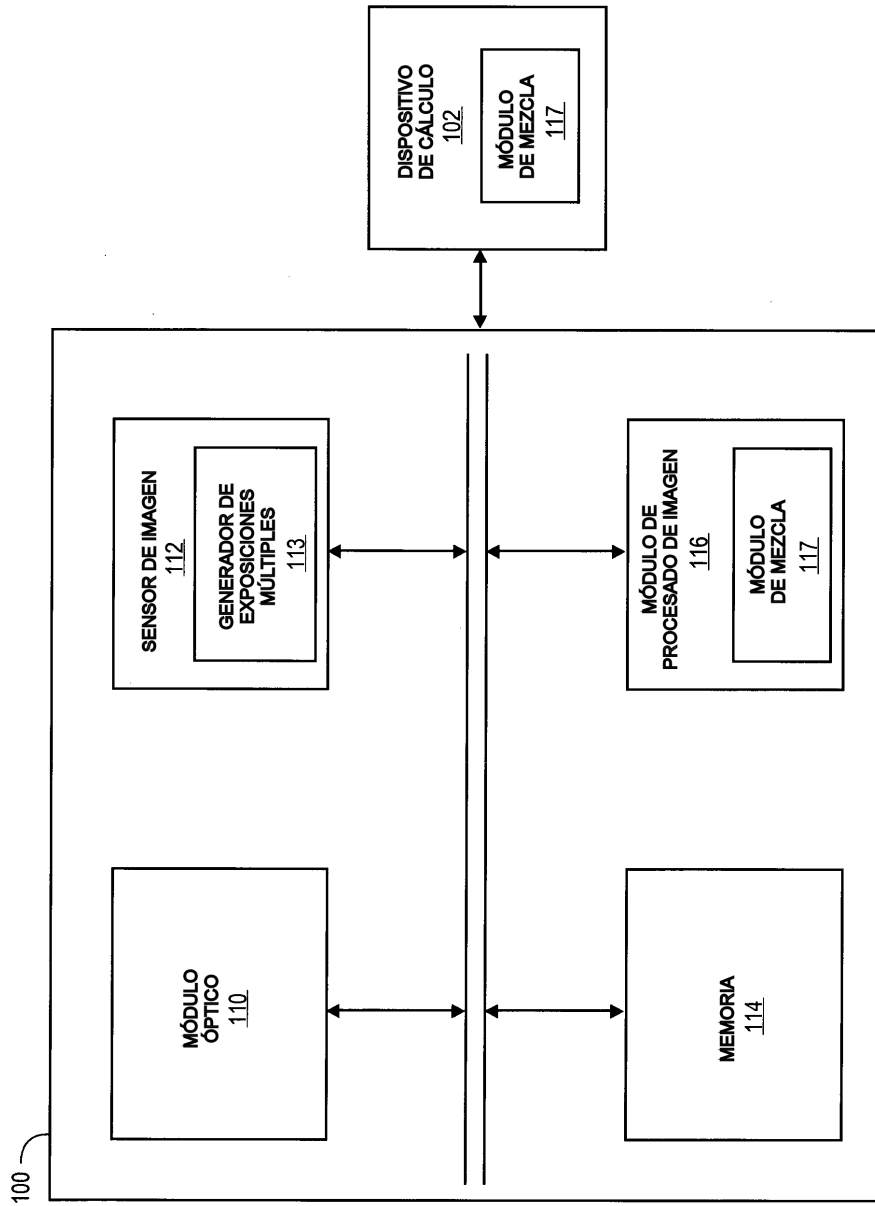 100
MÓDULO
ÓPTICO
110
SENSOR DE IMAGEN
112
GENERADOR DE
EXPOSICIONES
MÚLTIPLES
113
MEMORIA
114
MÓDULO DE
PROCESADO DE IMAGEN
116
MÓDULO
DE MEZCLA
117
DISPOSITIVO
DE CÁLCULO
102
MÓDULO
DE MEZCLA
117